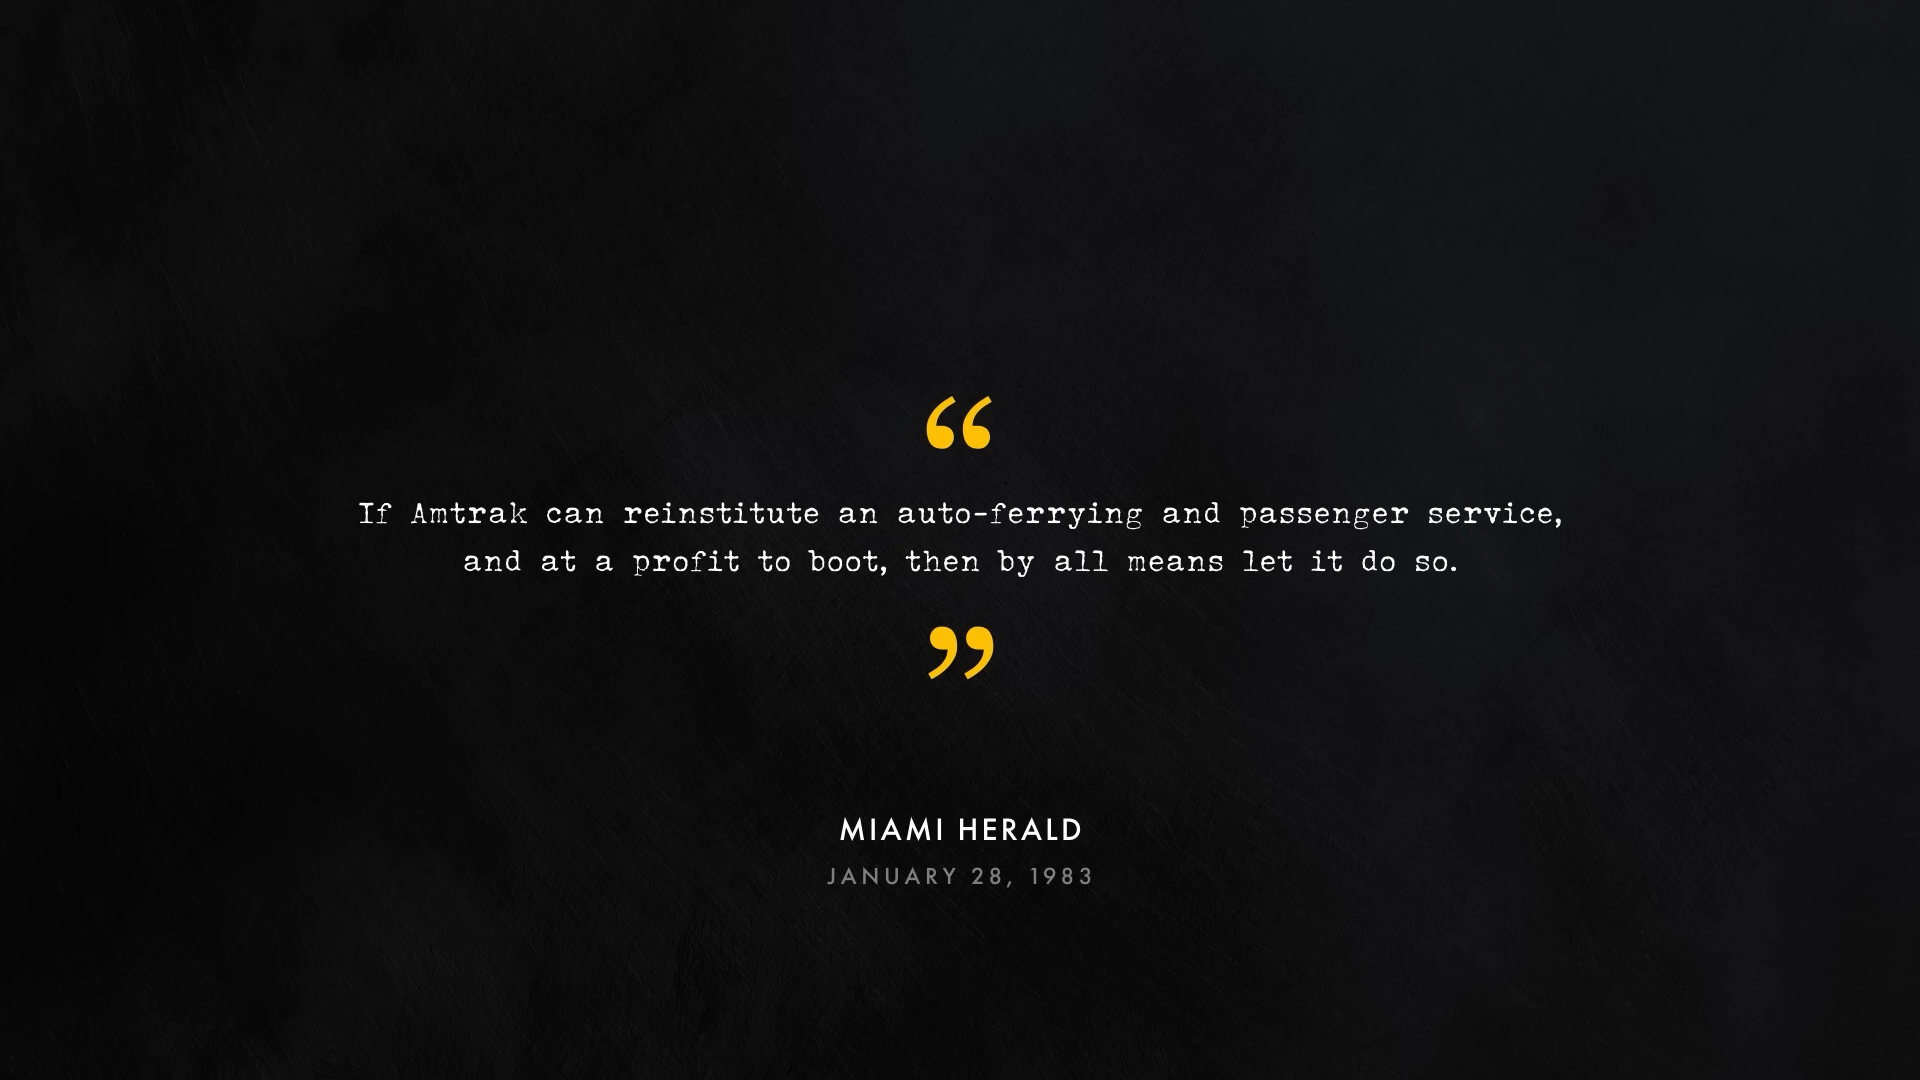 “
If Amtrak can reinstitute an auto-ferrying and passenger service,
and at a profit to boot, then by all means let it do so.
”
MIAMI HERALD
JANUARY 28, 1983